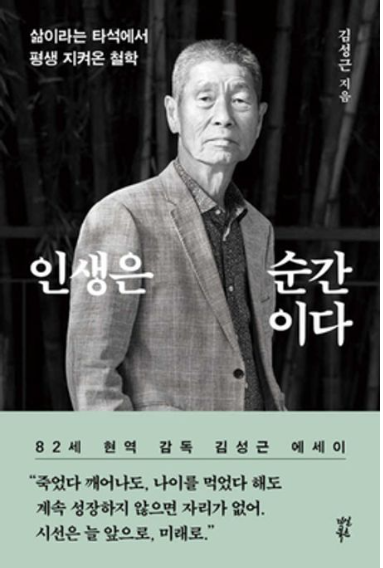 삶이라는 타석에서
평생 지켜온 철학
김성근 지음
인생은 순간
이다
82세 현역 감독 김성근 에세이
“죽었다 깨어나도, 나이를 먹었다 해도
계속 성장하지 않으면 자리가 없어.
시선은 늘 앞으로, 미래로.”
다산
북스